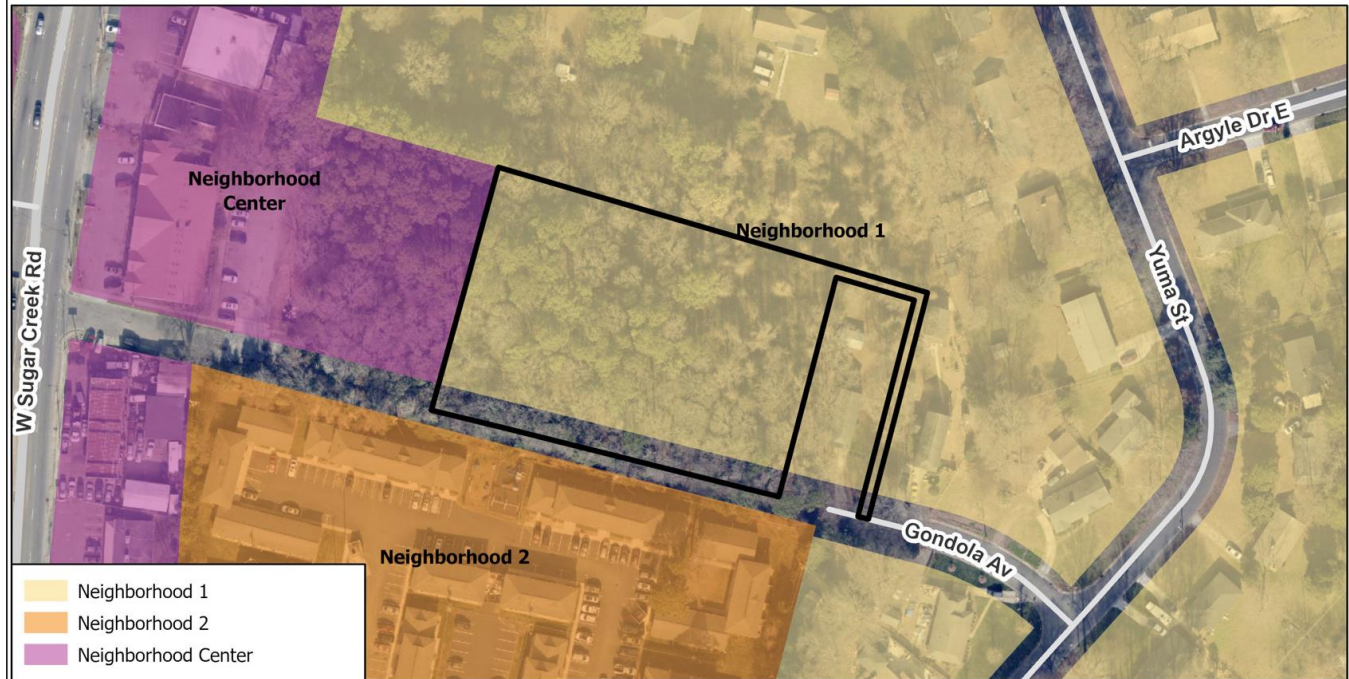 Argyle Dr E
Neighborhood
Center
Neighborhood 1
Yuma St
W Sugar Creek Rd
Gondola Av
Neighborhood 2
Neighborhood 1
Neighborhood 2
Neighborhood Center